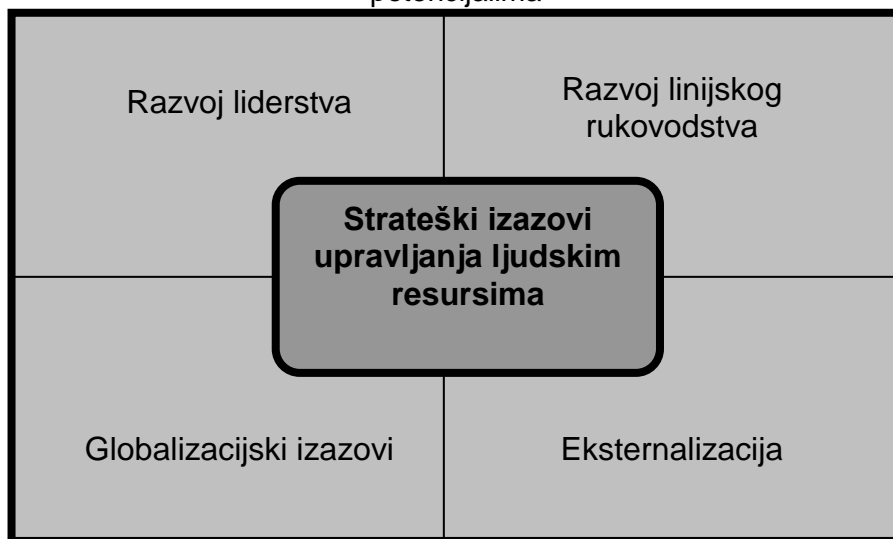 Razvoj liderstva
Razvoj linijskog
rukovodstva
Strateški izazovi
upravljanja ljudskim
resursima
Globalizacijski izazovi
Eksternalizacija